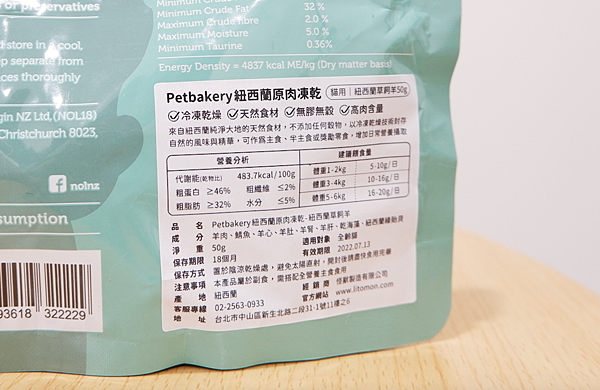 s or preservatives
Minimum Crude Fat 32 %
Maximum Crude Fibre 2.0 %
Maximum Moisture 5.0 %
Minimum Taurine 0.36%
Energy Density = 4837 kcal ME/kg (Dry matter basis)
d store in a cool,
ep separate from
aces thoroughly
gin NZ Ltd, (NOL18)
Christchurch 8023,
nolnz
sumption
93618 322229
Petbakery紐西蘭原肉凍乾 貓用 | 紐西蘭草飼羊50g
冷凍乾燥 天然食材 無膠無穀 高肉含量
來自紐西蘭純淨大地的天然食材，不添加任何穀物，以冷凍乾燥技術封存
自然的風味與精華，可作為主食、半主食或獎勵零食，增加日常營養攝取
營養分析
代謝能(乾物比) 483.7kcal/100g
粗蛋白 ≥46% 粗纖維 ≤2%
粗脂肪 ≥32% 水分 ≤5%
建議餵食量
體重1-2kg 5-10g/日
體重3-4kg 10-16g/日
體重5-6kg 16-20g/日
品名 Petbakery紐西蘭原肉凍乾-紐西蘭草飼羊
成分 羊肉、鯖魚、羊心、羊肚、羊腎、羊肝、乾海藻、紐西蘭綠貽貝
淨重 50g 適用對象 全齡貓
保存期限 18個月 有效期限 2022.07.13
保存方式 置於陰涼乾燥處，避免太陽直射，開封後請盡快食用完畢
注意事項 本產品屬於副食，需搭配全營養主食食用
產地 紐西蘭 經銷商 怪獸製造有限公司
客服專線 02-2563-0933 官方網站 www.litomon.com
地址 台北市中山區新生北路二段31-1號11樓之6